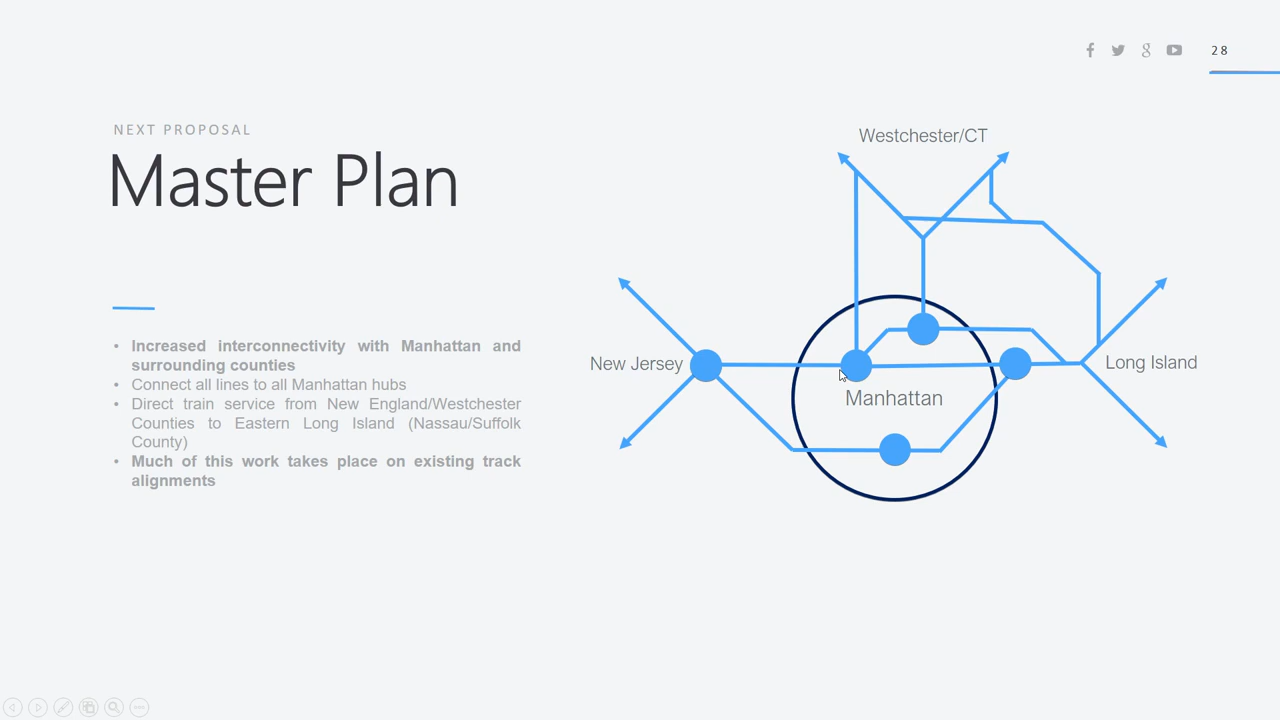 28
NEXT PROPOSAL
Master Plan
• Increased interconnectivity with Manhattan and
surrounding counties
• Connect all lines to all Manhattan hubs
• Direct train service from New England/Westchester
Counties to Eastern Long Island (Nassau/Suffolk
County)
• Much of this work takes place on existing track
alignments
Westchester/CT
New Jersey
Long Island
Manhattan